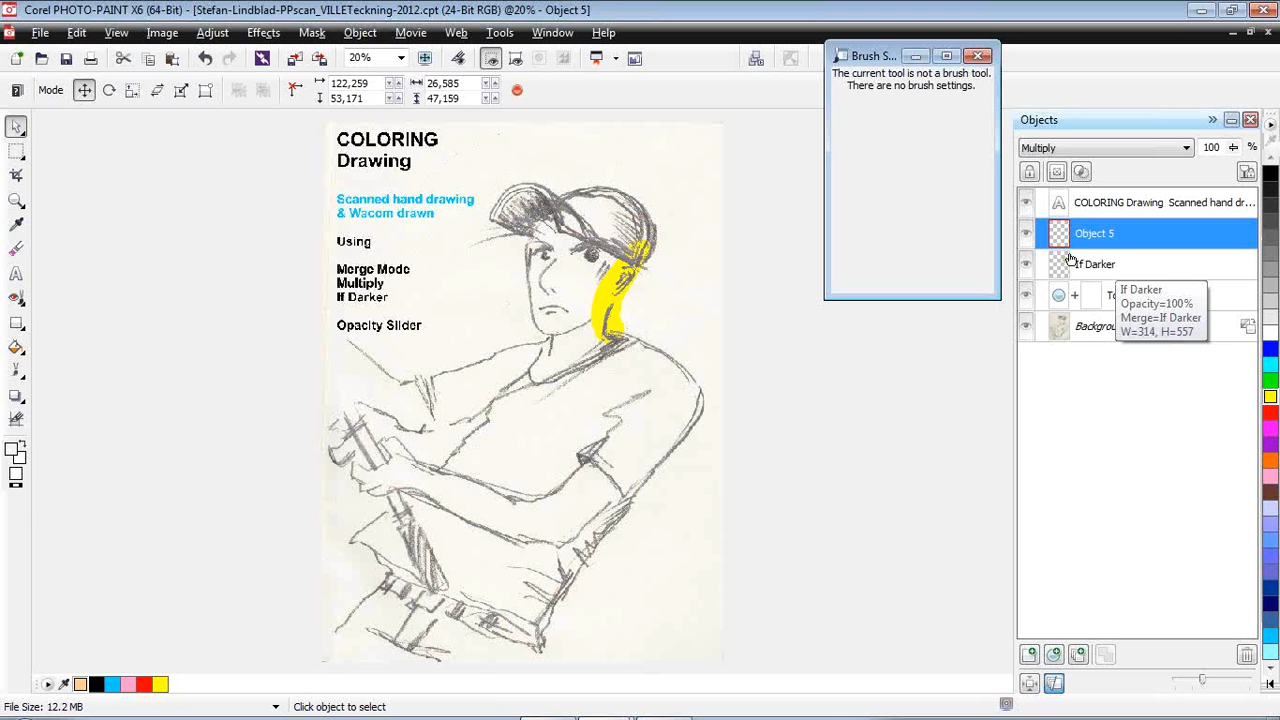 Corel PHOTO-PAINT X6 (64-Bit) - [Stefan-Lindblad-PPscan_VILLETeckning-2012.cpt (24-Bit RGB) @20% - Object 5]
File Edit View Image Adjust Effects Mask Object Movie Web Tools Window Help
20%
Mode
122,259
53,171
26,585
47,159
Brush S...
The current tool is not a brush tool.
There are no brush settings.
COLORING
Drawing
Scanned hand drawing
& Wacom drawn
Using
Merge Mode
Multiply
If Darker
Opacity Slider
Objects
Multiply
100 %
COLORING Drawing Scanned hand dr...
Object 5
If Darker
If Darker
Opacity=100%
Merge=If Darker
W=314, H=557
File Size: 12.2 MB
Click object to select